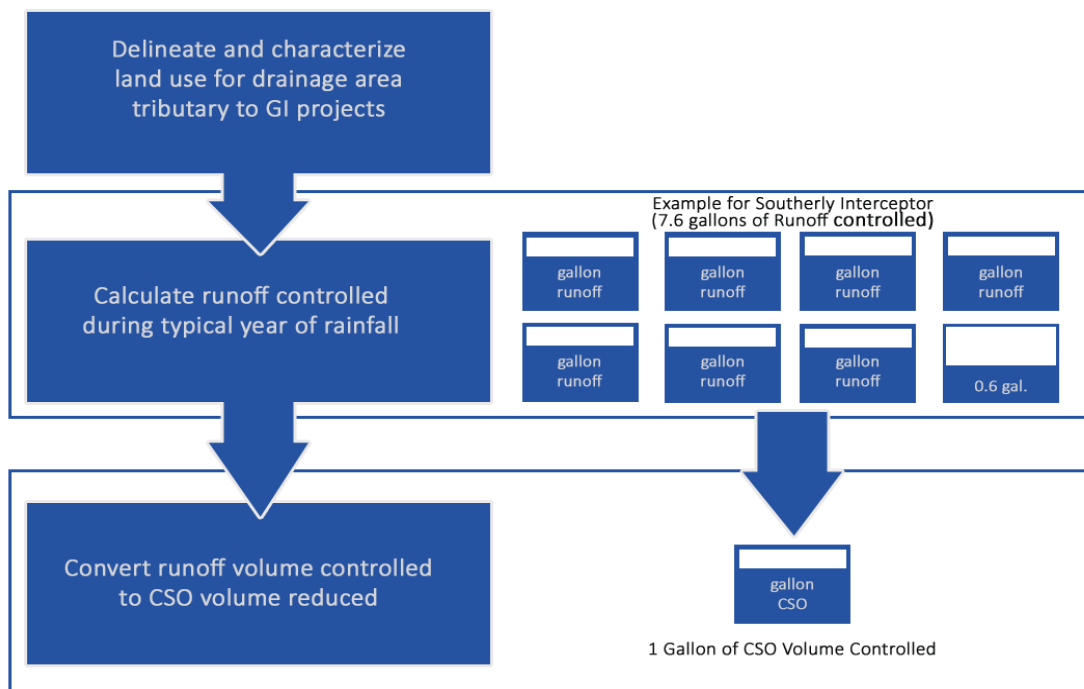 Delineate and characterize
land use for drainage area
tributary to GI projects
Example for Southerly Interceptor
(7.6 gallons of Runoff controlled)
Calculate runoff controlled
during typical year of rainfall
gallon
runoff
gallon
runoff
gallon
runoff
gallon
runoff
gallon
runoff
gallon
runoff
gallon
runoff
0.6 gal.
Convert runoff volume controlled
to CSO volume reduced
gallon
CSO
1 Gallon of CSO Volume Controlled